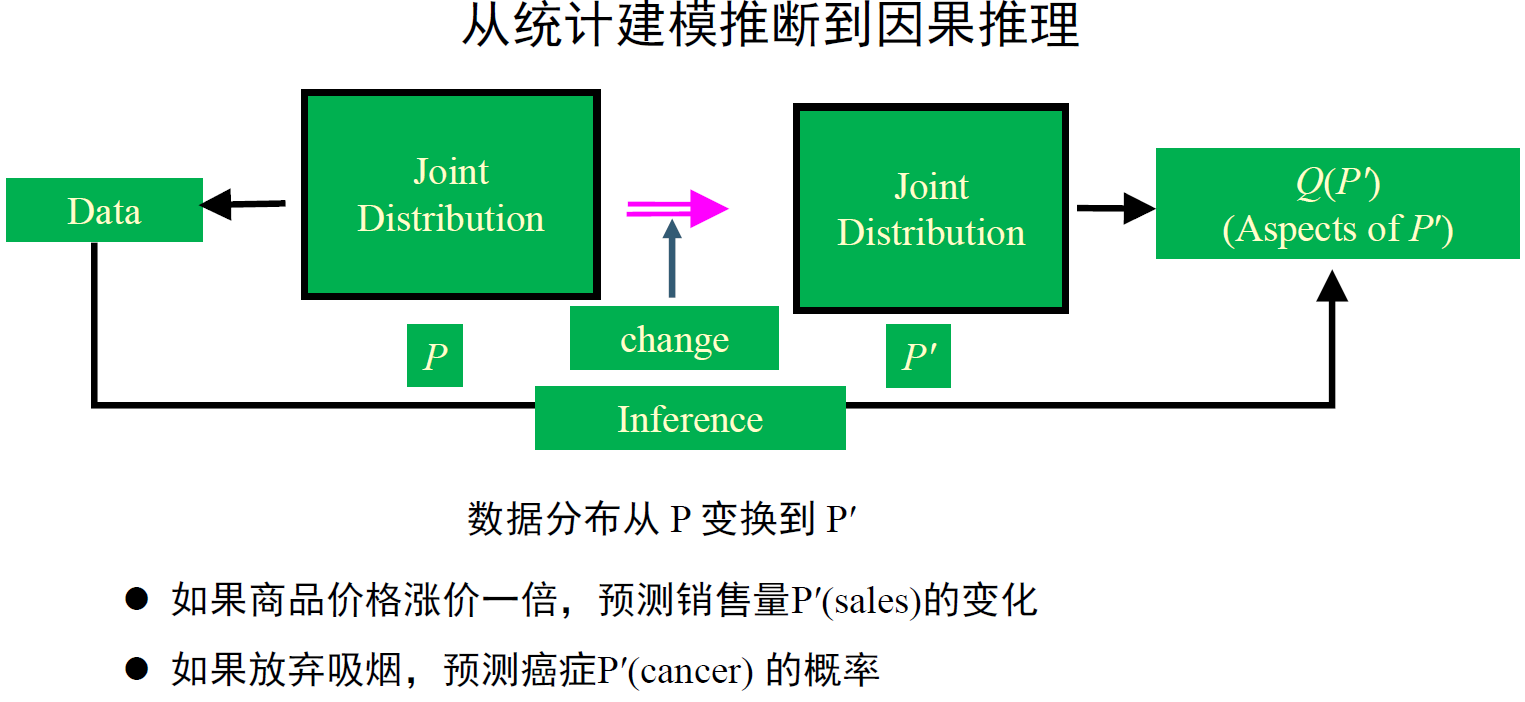 从统计建模推断到因果推理
Joint
Distribution
Joint
Distribution
Data
Q(P′)
(Aspects of P′)
change
P
P′
Inference
数据分布从 P 变换到 P′
● 如果商品价格涨价一倍，预测销售量P′(sales)的变化
● 如果放弃吸烟，预测癌症P′(cancer) 的概率